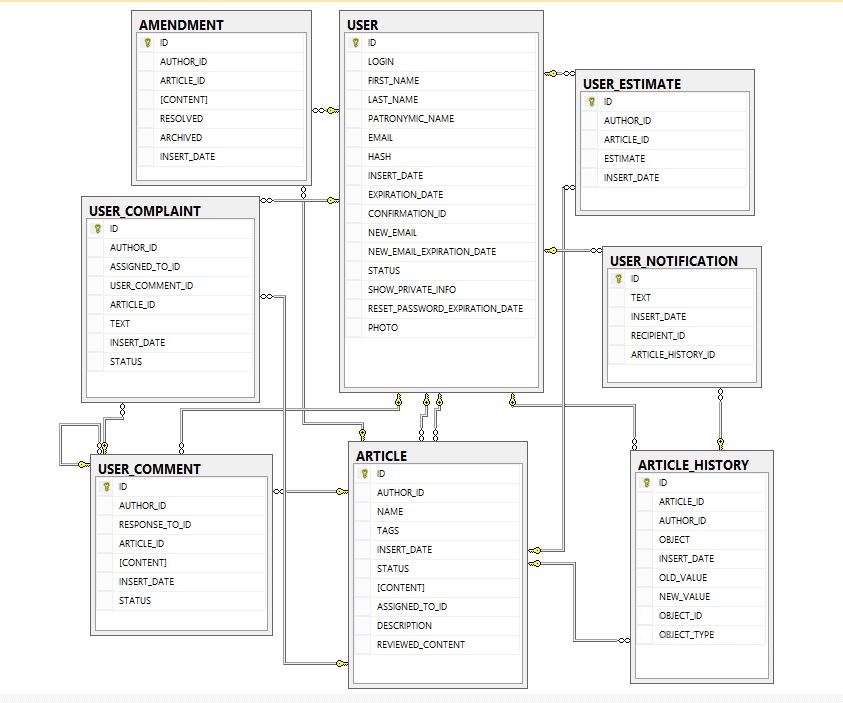 AMENDMENT
ID
AUTHOR_ID
ARTICLE_ID
[CONTENT]
RESOLVED
ARCHIVED
INSERT_DATE
USER
ID
LOGIN
FIRST_NAME
LAST_NAME
PATRONYMIC_NAME
EMAIL
HASH
INSERT_DATE
EXPIRATION_DATE
CONFIRMATION_ID
NEW_EMAIL
NEW_EMAIL_EXPIRATION_DATE
STATUS
SHOW_PRIVATE_INFO
RESET_PASSWORD_EXPIRATION_DATE
PHOTO
USER_ESTIMATE
ID
AUTHOR_ID
ARTICLE_ID
ESTIMATE
INSERT_DATE
USER_COMPLAINT
ID
AUTHOR_ID
ASSIGNED_TO_ID
USER_COMMENT_ID
ARTICLE_ID
TEXT
INSERT_DATE
STATUS
USER_NOTIFICATION
ID
TEXT
INSERT_DATE
RECIPIENT_ID
ARTICLE_HISTORY_ID
USER_COMMENT
ID
AUTHOR_ID
RESPONSE_TO_ID
ARTICLE_ID
[CONTENT]
INSERT_DATE
STATUS
ARTICLE
ID
AUTHOR_ID
NAME
TAGS
INSERT_DATE
STATUS
[CONTENT]
ASSIGNED_TO_ID
DESCRIPTION
REVIEWED_CONTENT
ARTICLE_HISTORY
ID
ARTICLE_ID
AUTHOR_ID
OBJECT
INSERT_DATE
OLD_VALUE
NEW_VALUE
OBJECT_ID
OBJECT_TYPE